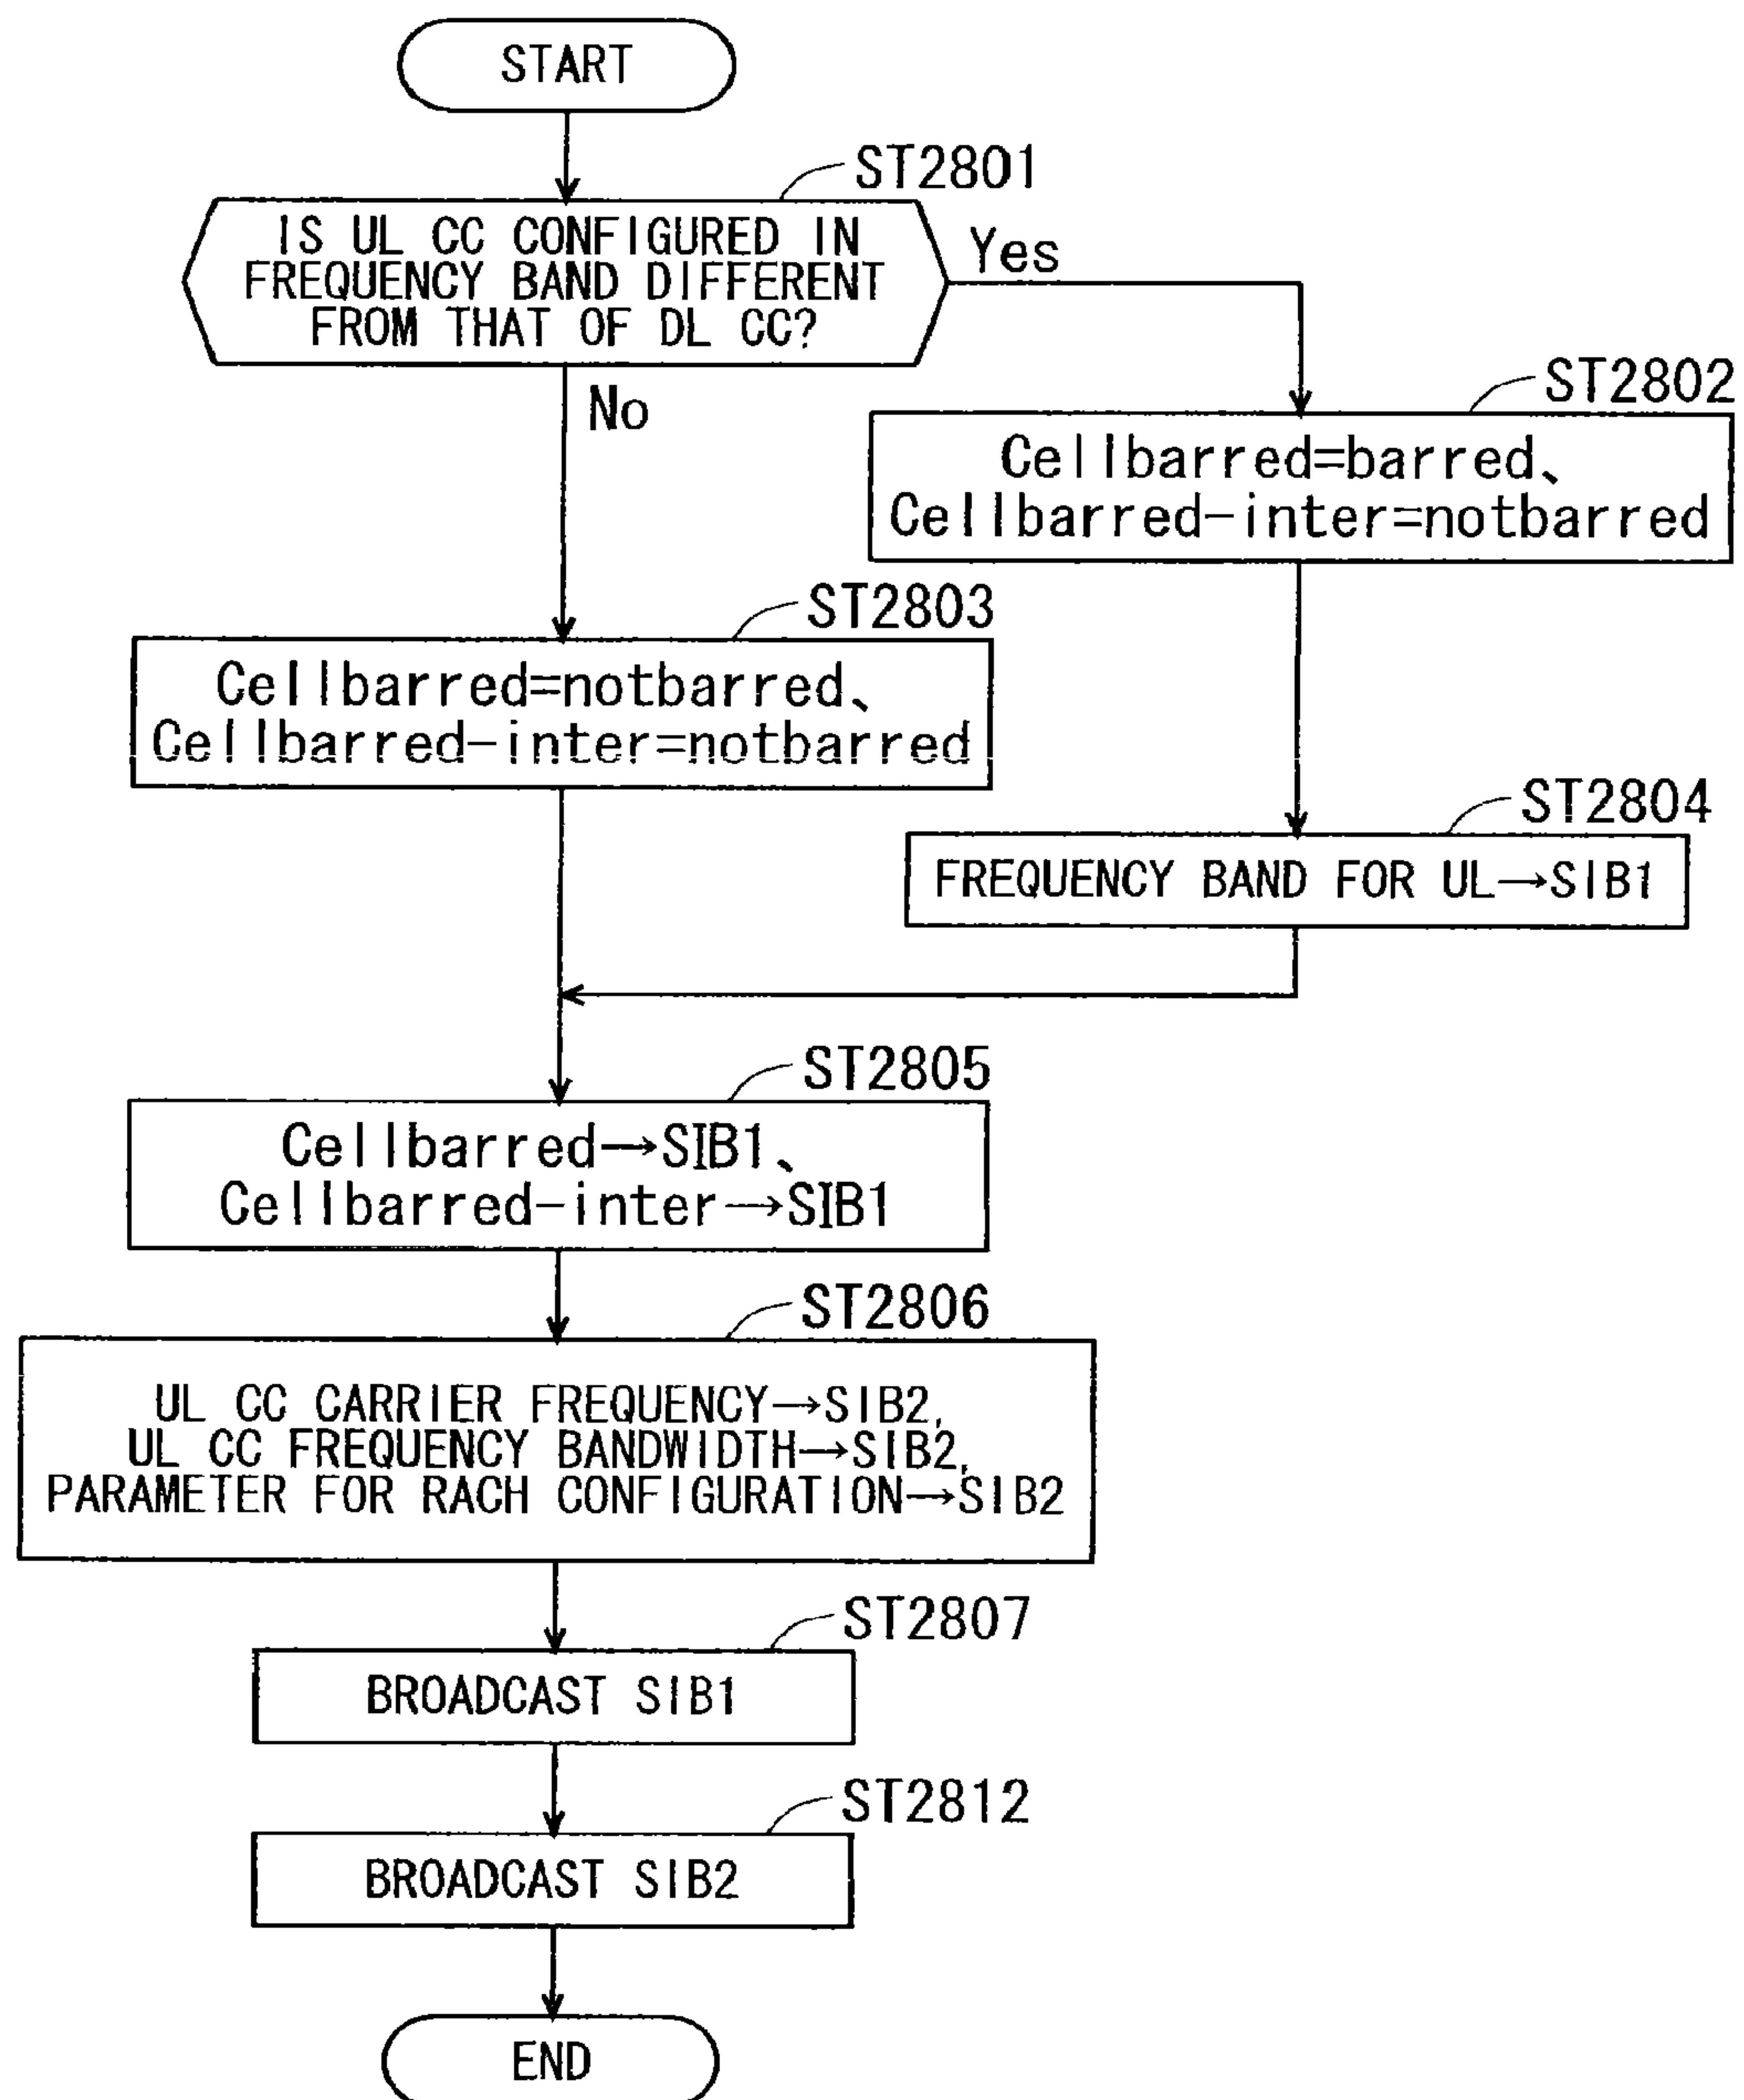 START
ST2801
IS UL CC CONFIGURED IN
FREQUENCY BAND DIFFERENT
FROM THAT OF DL CC?
Yes
No
ST2802
Cellbarred=barred、
Cellbarred-inter=notbarred
ST2803
Cellbarred=notbarred、
Cellbarred-inter=notbarred
ST2804
FREQUENCY BAND FOR UL→SIB1
ST2805
Cellbarred→SIB1、
Cellbarred-inter→SIB1
ST2806
UL CC CARRIER FREQUENCY→SIB2,
UL CC FREQUENCY BANDWIDTH→SIB2,
PARAMETER FOR RACH CONFIGURATION→SIB2
ST2807
BROADCAST SIB1
ST2812
BROADCAST SIB2
END